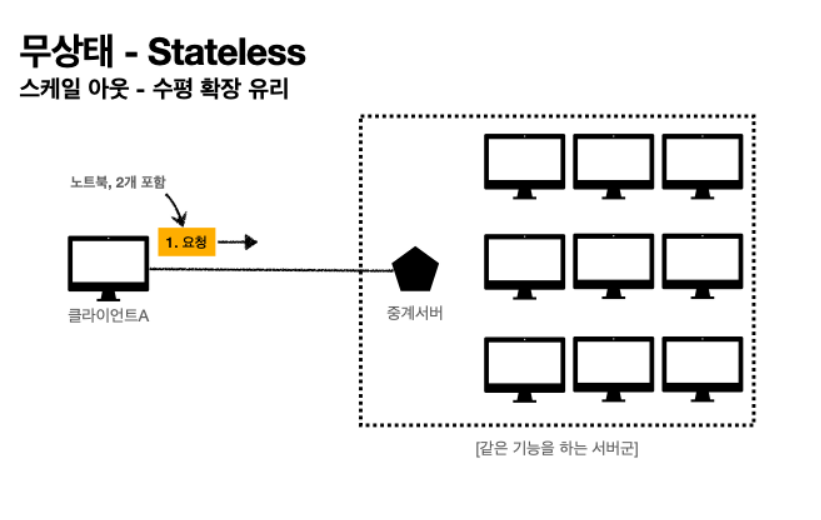 무상태 - Stateless
스케일 아웃 - 수평 확장 유리
노트북, 2개 포함
1. 요청
클라이언트A
중계서버
[같은 기능을 하는 서버군]